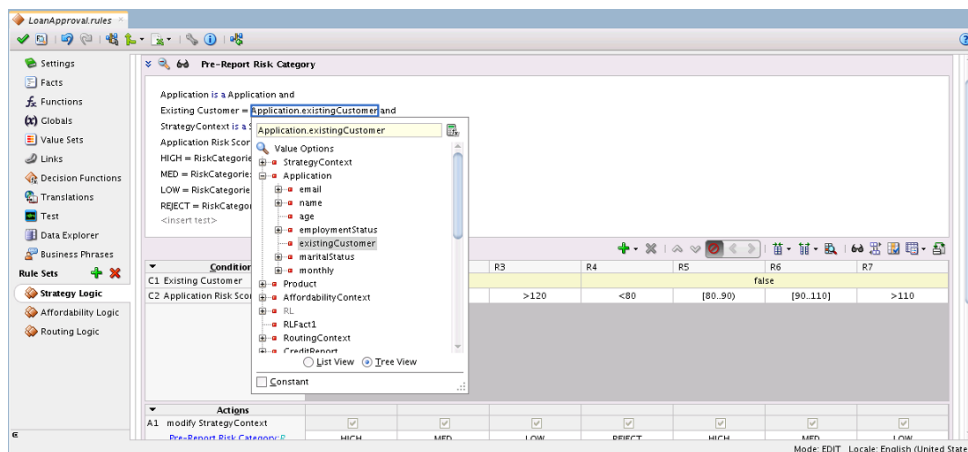 LoanApproval.rules
Settings
Facts
Functions
Globals
Value Sets
Links
Decision Functions
Translations
Test
Data Explorer
Business Phrases
Rule Sets
Strategy Logic
Affordability Logic
Routing Logic
Pre-Report Risk Category
Application is a Application and
Existing Customer = Application.existingCustomer and
StrategyContext is a
Application Risk Scor
HIGH = RiskCategorie
MED = RiskCategorie
LOW = RiskCategorie
REJECT = RiskCategor
<insert test>
Application.existingCustomer
Value Options
StrategyContext
Application
email
name
age
employmentStatus
existingCustomer
maritalStatus
monthly
Product
AffordabilityContext
RL
RLFact1
RoutingContext
CreditReport
List View Tree View
Constant
Condition R3 R4 R5 R6 R7
C1 Existing Customer false
C2 Application Risk Scor >120 <80 [80..90) [90..110] >110
Actions
A1 modify StrategyContext
Pre-Report Risk Category: HIGH MED LOW REJECT HIGH MED LOW
Mode: EDIT Locale: English (United State